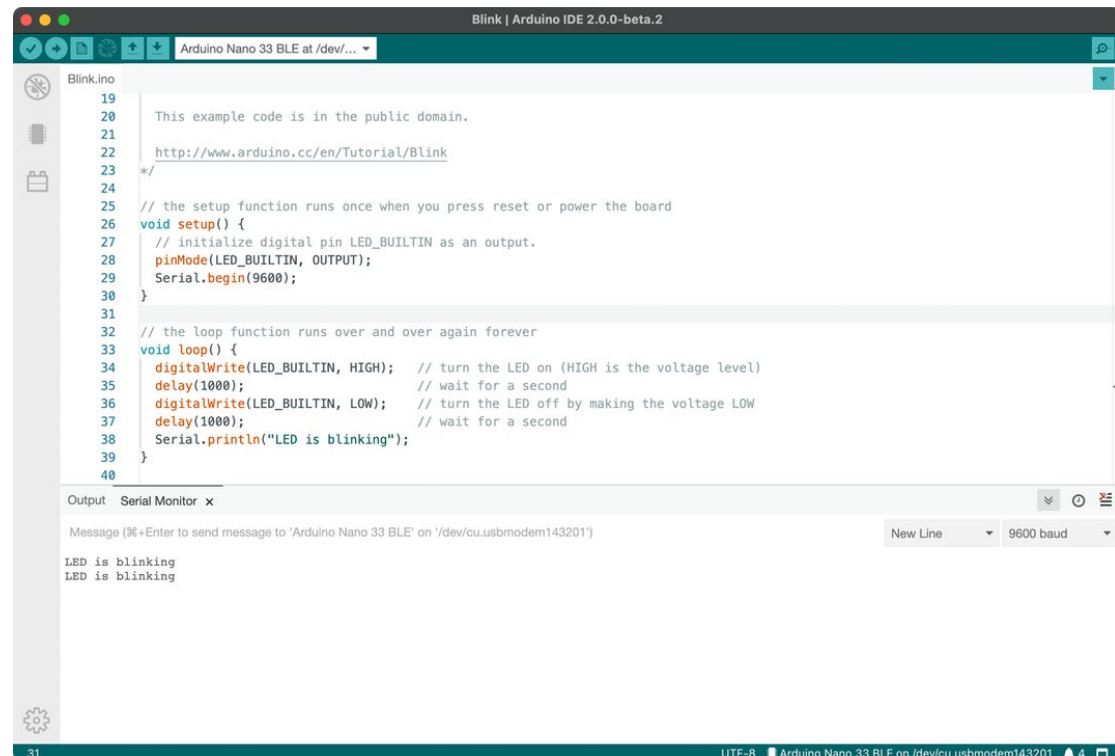 Blink | Arduino IDE 2.0.0-beta.2
Arduino Nano 33 BLE at /dev/...
Blink.ino
19
20 This example code is in the public domain.
21
22 http://www.arduino.cc/en/Tutorial/Blink
23 */
24
25 // the setup function runs once when you press reset or power the board
26 void setup() {
27 // initialize digital pin LED_BUILTIN as an output.
28 pinMode(LED_BUILTIN, OUTPUT);
29 Serial.begin(9600);
30 }
31
32 // the loop function runs over and over again forever
33 void loop() {
34 digitalWrite(LED_BUILTIN, HIGH); // turn the LED on (HIGH is the voltage level)
35 delay(1000); // wait for a second
36 digitalWrite(LED_BUILTIN, LOW); // turn the LED off by making the voltage LOW
37 delay(1000); // wait for a second
38 Serial.println("LED is blinking");
39 }
40
Output Serial Monitor x
Message (⌘+Enter to send message to 'Arduino Nano 33 BLE' on '/dev/cu.usbmodem143201') New Line 9600 baud
LED is blinking
LED is blinking
31 UTF-8 Arduino Nano 33 BLE on /dev/cu.usbmodem143201 4